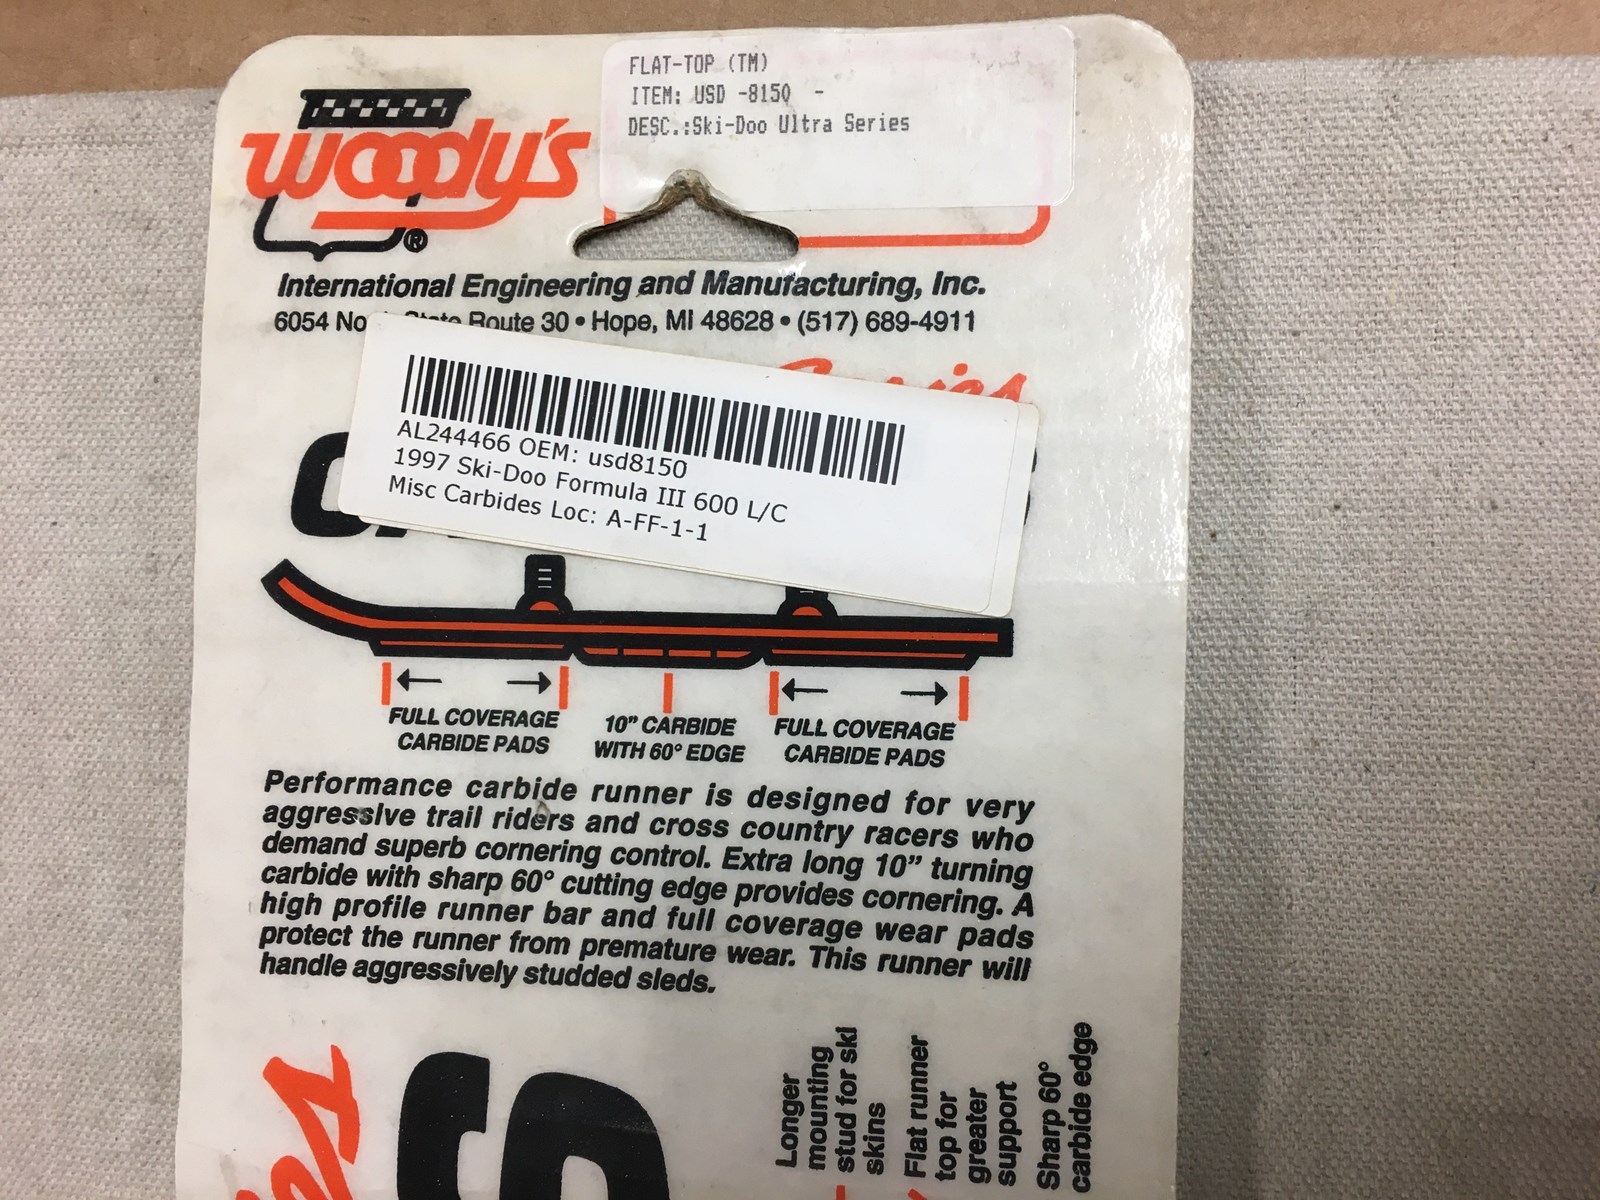 FLAT-TOP (TM)
ITEM: USD -8150 -
DESC.:Ski-Doo Ultra Series
woody's
®
International Engineering and Manufacturing, Inc.
6054 State Route 30 • Hope, MI 48628 • (517) 689-4911
AL244466 OEM: usd8150
1997 Ski-Doo Formula III 600 L/C
Misc Carbides Loc: A-FF-1-1
FULL COVERAGE
CARBIDE PADS
10” CARBIDE
WITH 60° EDGE
FULL COVERAGE
CARBIDE PADS
Performance carbide runner is designed for very
aggressive trail riders and cross country racers who
demand superb cornering control. Extra long 10” turning
carbide with sharp 60° cutting edge provides cornering. A
high profile runner bar and full coverage wear pads
protect the runner from premature wear. This runner will
handle aggressively studded sleds.
Longer
mounting
stud for ski
skins
Flat runner
top for
greater
support
Sharp 60°
carbide edge